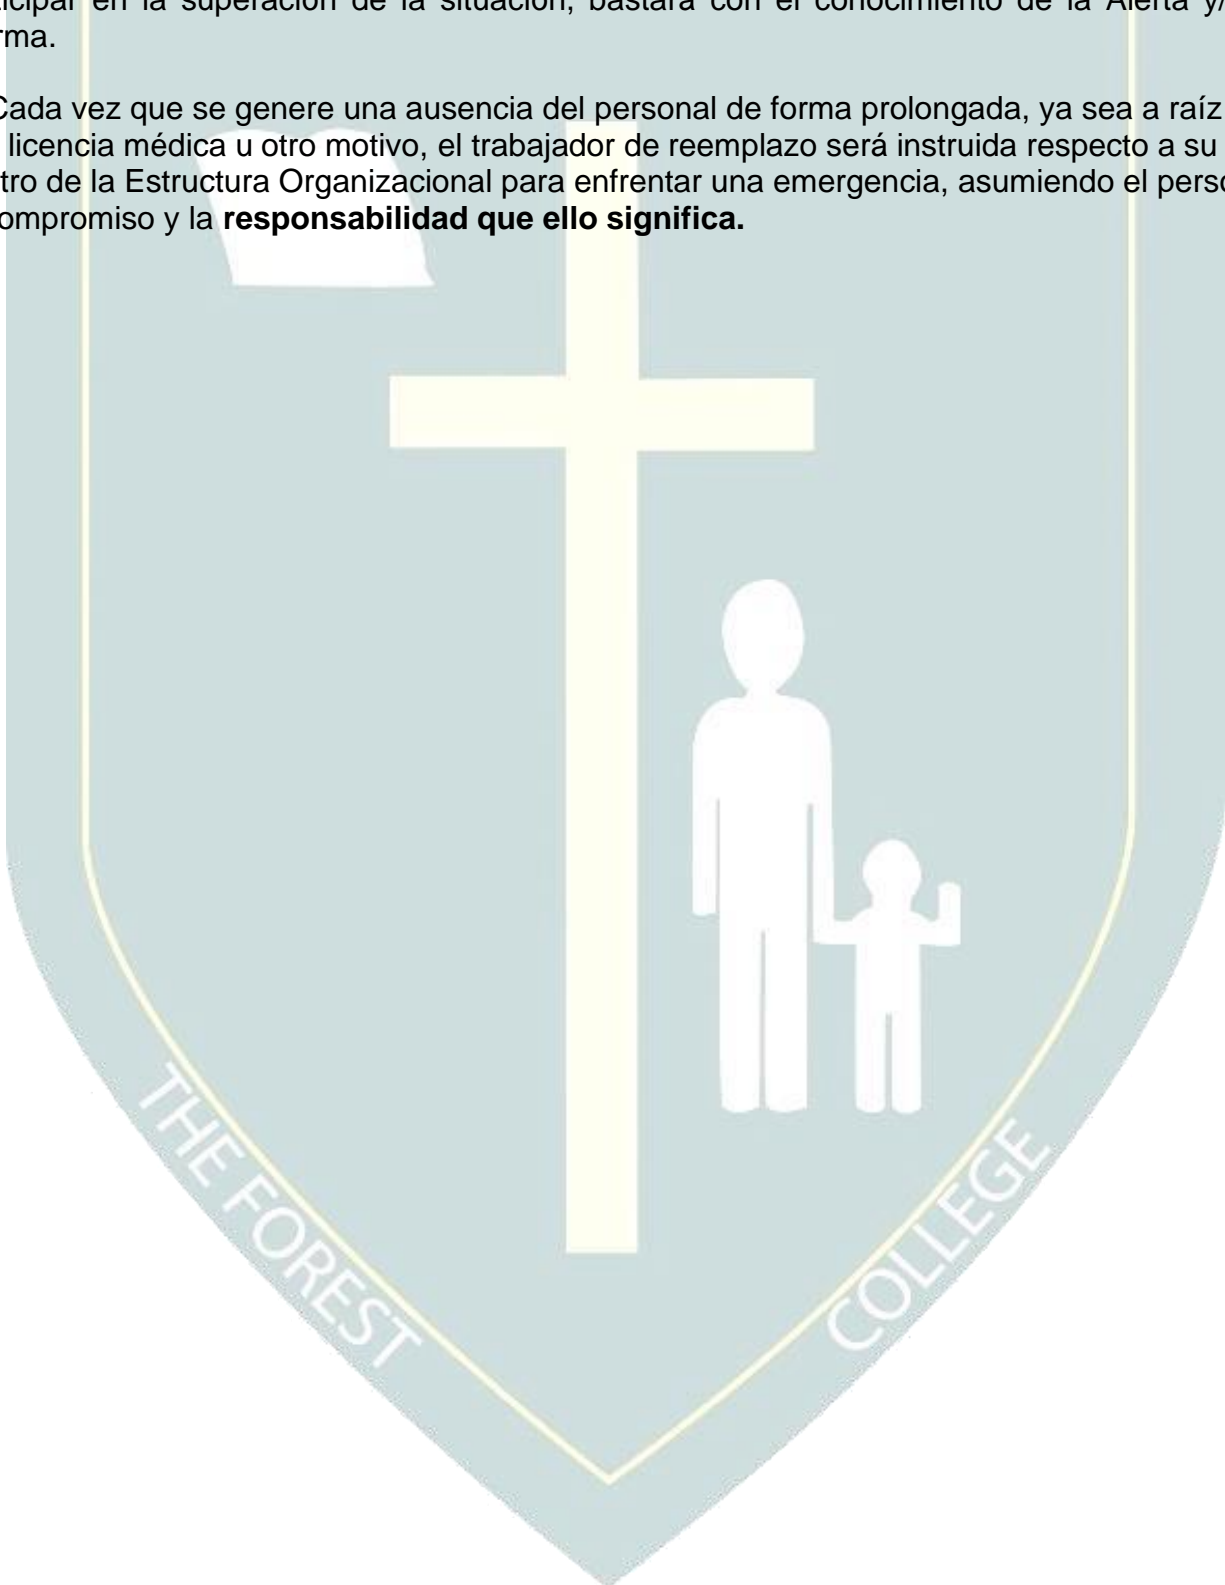 icipar en la superación de la situación, bastará con el conocimiento de la Alerta y/
rma.
Cada vez que se genere una ausencia del personal de forma prolongada, ya sea a raíz
licencia médica u otro motivo, el trabajador de reemplazo será instruida respecto a su
tro de la Estructura Organizacional para enfrentar una emergencia, asumiendo el perso
ompromiso y la responsabilidad que ello significa.
THE FOREST
COLLEGE